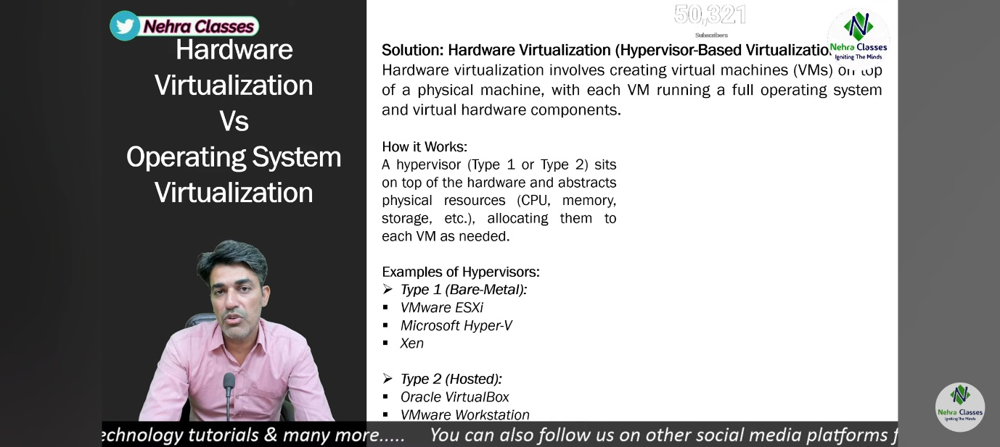 Nehra Classes
Hardware
Virtualization
Vs
Operating System
Virtualization
50,321
Subscribers
Nehra Classes
Igniting The Minds
Solution: Hardware Virtualization (Hypervisor-Based
Hardware virtualization involves creating virtual machines (VMs) on top
of a physical machine, with each VM running a full operating system
and virtual hardware components.
How it Works:
A hypervisor (Type 1 or Type 2) sits
on top of the hardware and abstracts
physical resources (CPU, memory,
storage, etc.), allocating them to
each VM as needed.
Examples of Hypervisors:
➢ Type 1 (Bare-Metal):
▪ VMware ESXi
▪ Microsoft Hyper-V
▪ Xen
➢ Type 2 (Hosted):
▪ Oracle VirtualBox
▪ VMware Workstation
Nehra Classes
Igniting The Minds
echnology tutorials & many more..... You can also follow us on other social media platforms f